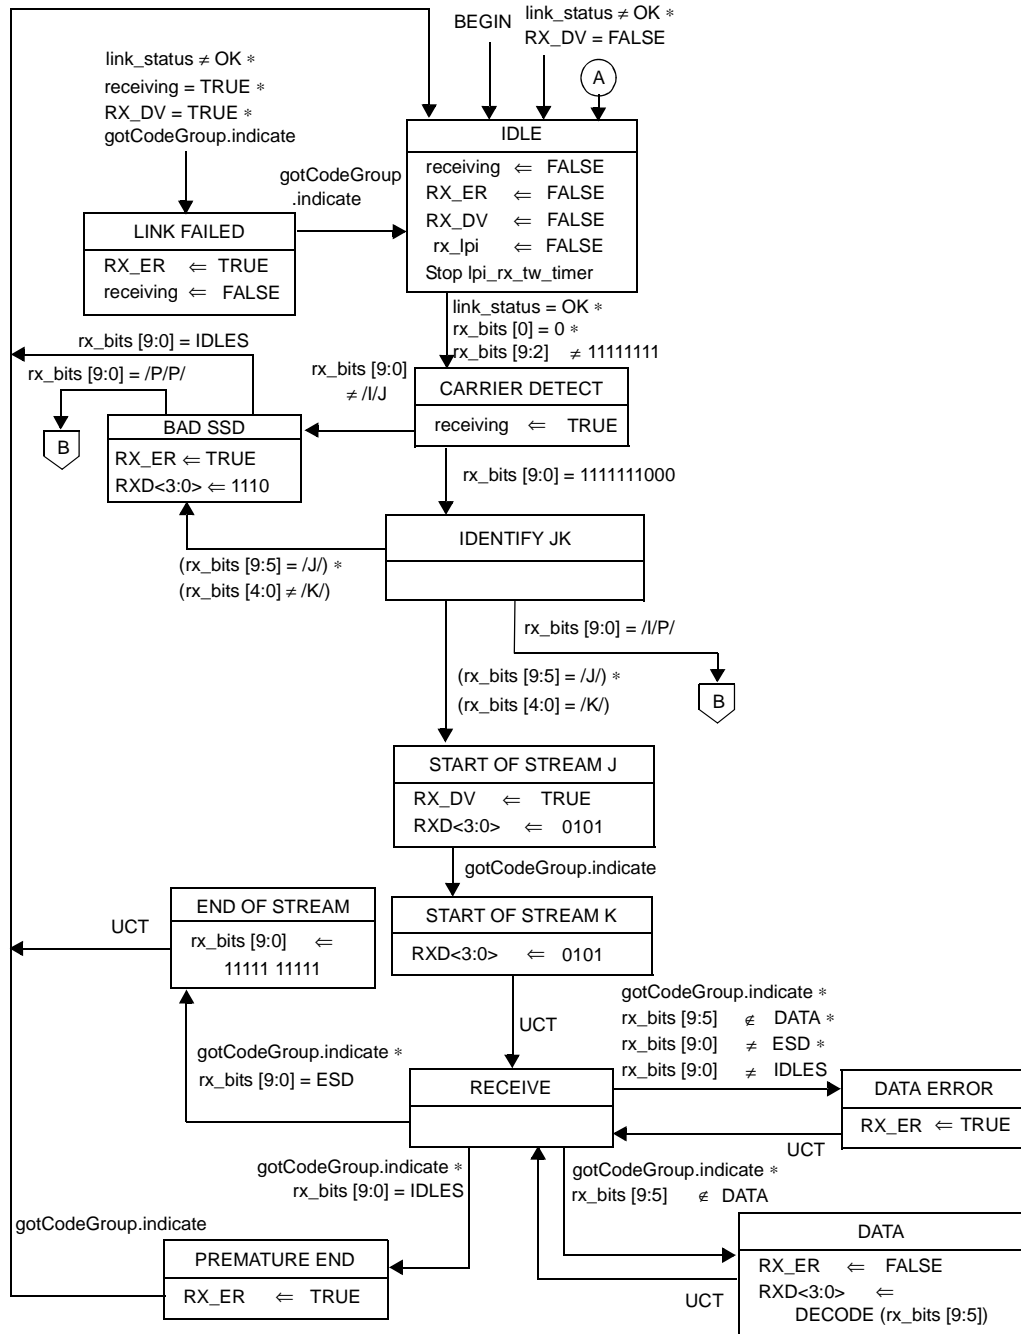 BEGIN
link_status ≠ OK *
RX_DV = FALSE
A
link_status ≠ OK *
receiving = TRUE *
RX_DV = TRUE *
gotCodeGroup.indicate
IDLE
receiving ⇐ FALSE
RX_ER ⇐ FALSE
RX_DV ⇐ FALSE
rx_lpi ⇐ FALSE
Stop lpi_rx_tw_timer
gotCodeGroup
.indicate
LINK FAILED
RX_ER ⇐ TRUE
receiving ⇐ FALSE
link_status = OK *
rx_bits [0] = 0 *
rx_bits [9:2] ≠ 11111111
rx_bits [9:0] = IDLES
rx_bits [9:0] = /P/P/
rx_bits [9:0]
≠ /I/J
CARRIER DETECT
receiving ⇐ TRUE
B
BAD SSD
RX_ER ⇐ TRUE
RXD<3:0> ⇐ 1110
rx_bits [9:0] = 1111111000
IDENTIFY JK
(rx_bits [9:5] = /J/) *
(rx_bits [4:0] ≠ /K/)
rx_bits [9:0] = /I/P/
B
(rx_bits [9:5] = /J/) *
(rx_bits [4:0] = /K/)
START OF STREAM J
RX_DV ⇐ TRUE
RXD<3:0> ⇐ 0101
gotCodeGroup.indicate
START OF STREAM K
RXD<3:0> ⇐ 0101
END OF STREAM
rx_bits [9:0] ⇐
11111 11111
UCT
UCT
gotCodeGroup.indicate *
rx_bits [9:0] = ESD
gotCodeGroup.indicate *
rx_bits [9:5] ∉ DATA *
rx_bits [9:0] ≠ ESD *
rx_bits [9:0] ≠ IDLES
RECEIVE
DATA ERROR
RX_ER ⇐ TRUE
UCT
gotCodeGroup.indicate *
rx_bits [9:0] = IDLES
gotCodeGroup.indicate *
rx_bits [9:5] ∉ DATA
gotCodeGroup.indicate
PREMATURE END
RX_ER ⇐ TRUE
UCT
DATA
RX_ER ⇐ FALSE
RXD<3:0> ⇐
DECODE (rx_bits [9:5])